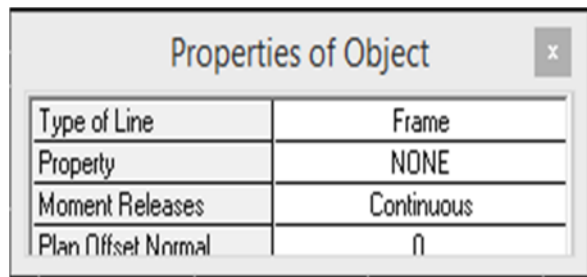 Properties of Object
x
Type of Line Frame
Property NONE
Moment Releases Continuous
Plan Offset Normal 0